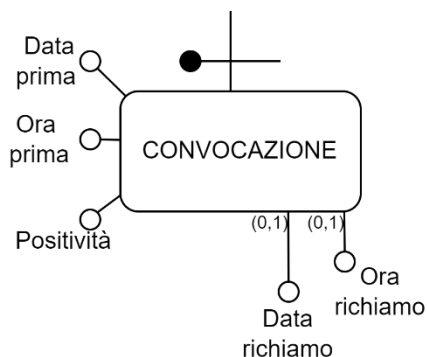 Data
prima
Ora
prima
CONVOCAZIONE
Positività
(0,1)
(0,1)
Ora
richiamo
Data
richiamo